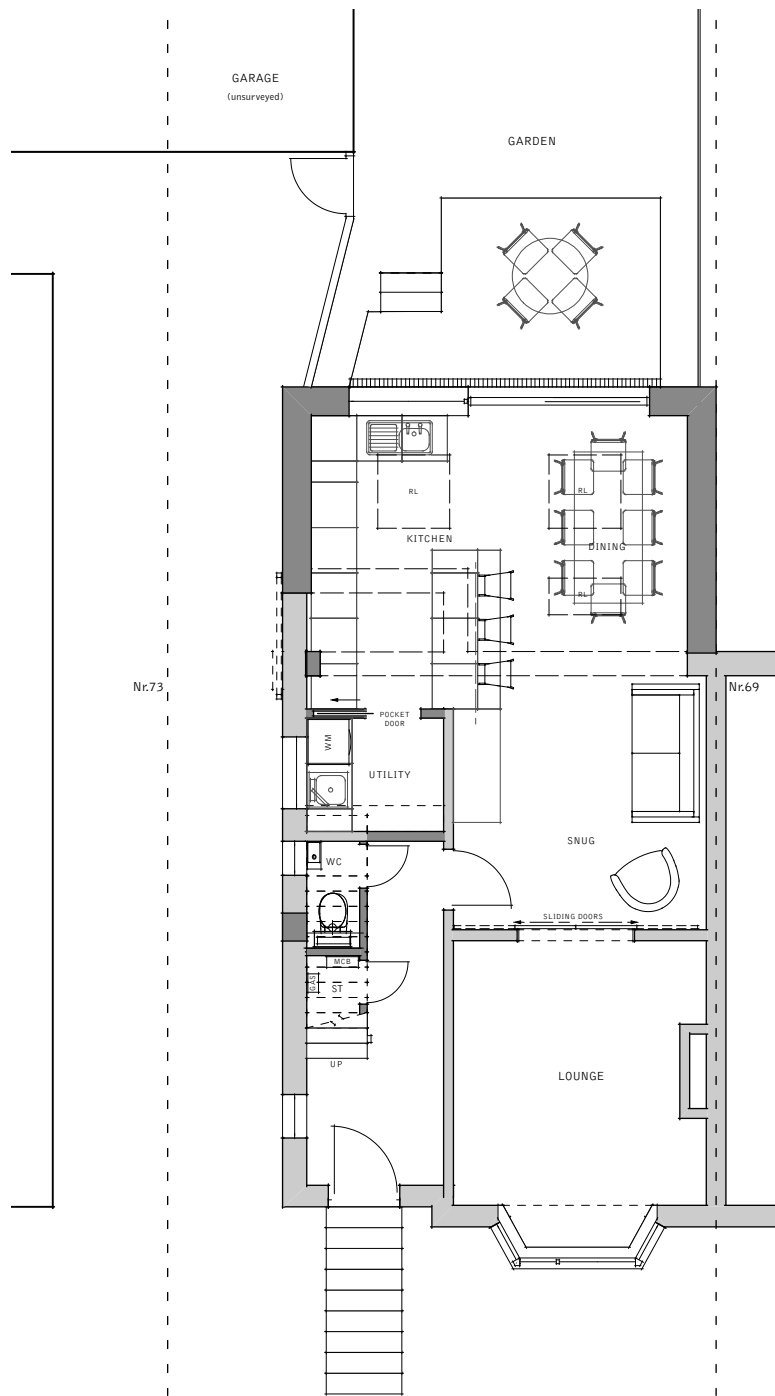 GARAGE
(unsurveyed)
GARDEN
RL
RL
KITCHEN
DINING
RL
Nr.73
Nr.69
POCKET
DOOR
WM
UTILITY
SNUG
WC
SLIDING DOORS
MCB
GAS
ST
UP
LOUNGE